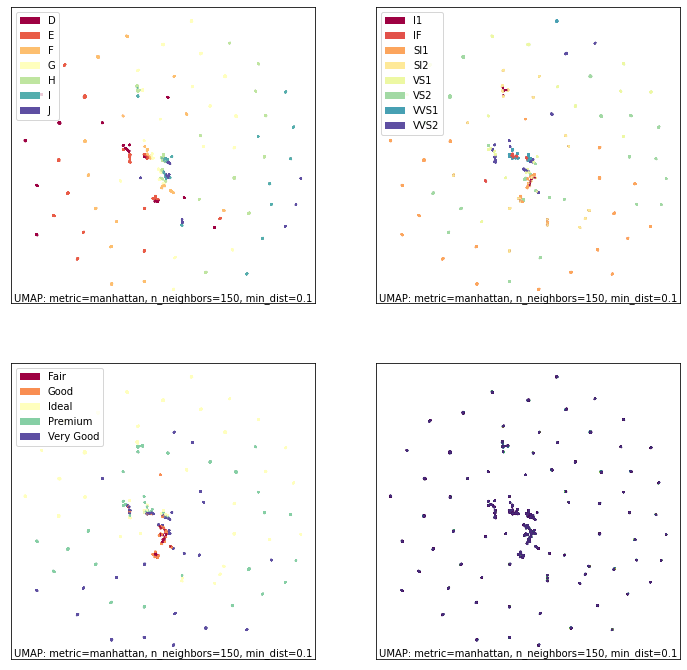 D
E
F
G
H
I
J
UMAP: metric=manhattan, n_neighbors=150, min_dist=0.1
I1
IF
SI1
SI2
VS1
VS2
VVS1
VVS2
UMAP: metric=manhattan, n_neighbors=150, min_dist=0.1
Fair
Good
Ideal
Premium
Very Good
UMAP: metric=manhattan, n_neighbors=150, min_dist=0.1
UMAP: metric=manhattan, n_neighbors=150, min_dist=0.1